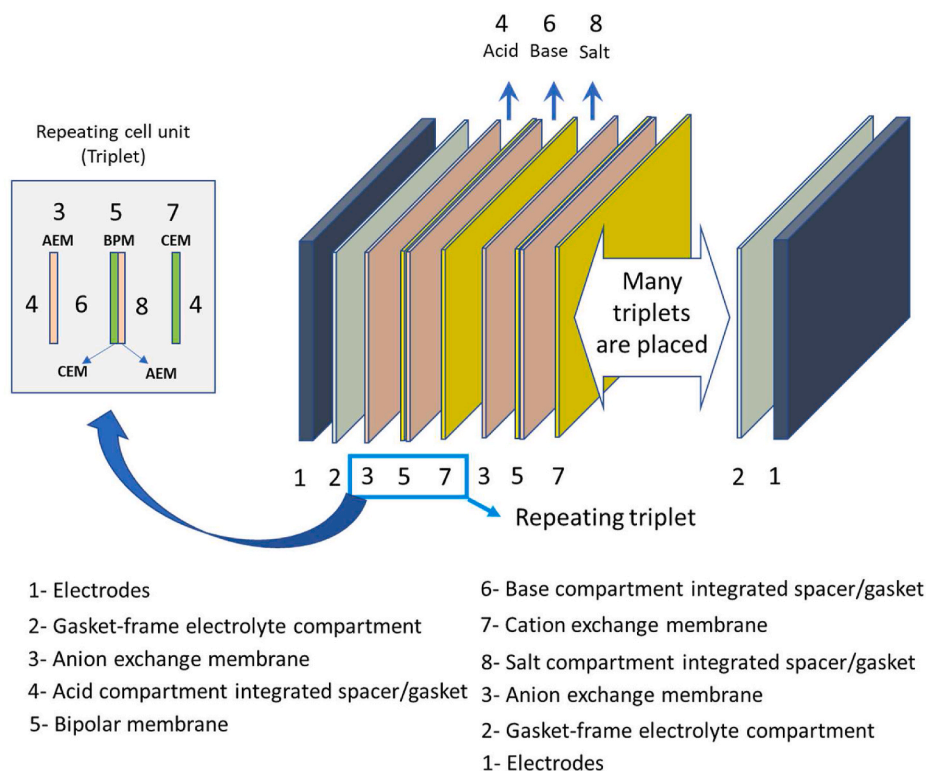 4 6 8
Acid Base Salt
Repeating cell unit
(Triplet)
3 5 7
AEM BPM CEM
4 6 8 4
CEM AEM
Many
triplets
are placed
1 2 3 5 7 3 5 7 2 1
Repeating triplet
1- Electrodes
2- Gasket-frame electrolyte compartment
3- Anion exchange membrane
4- Acid compartment integrated spacer/gasket
5- Bipolar membrane
6- Base compartment integrated spacer/gasket
7- Cation exchange membrane
8- Salt compartment integrated spacer/gasket
3- Anion exchange membrane
2- Gasket-frame electrolyte compartment
1- Electrodes